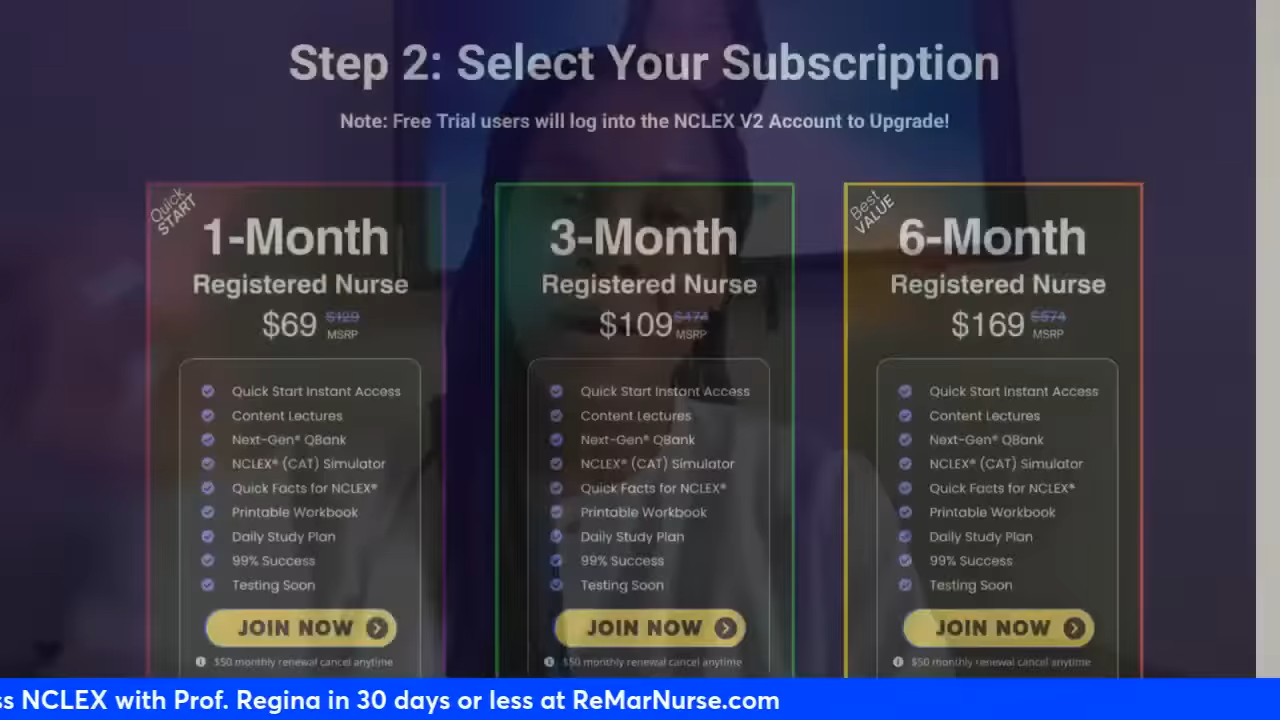 Step 2: Select Your Subscription
Note: Free Trial users will log into the NCLEX V2 Account to Upgrade!
Quick
START
1-Month
Registered Nurse
$69 $129
MSRP
Quick Start Instant Access
Content Lectures
Next-Gen® QBank
NCLEX® (CAT) Simulator
Quick Facts for NCLEX®
Printable Workbook
Daily Study Plan
99% Success
Testing Soon
JOIN NOW
$50 monthly renewal cancel anytime
3-Month
Registered Nurse
$109 $474
MSRP
Quick Start Instant Access
Content Lectures
Next-Gen® QBank
NCLEX® (CAT) Simulator
Quick Facts for NCLEX®
Printable Workbook
Daily Study Plan
99% Success
Testing Soon
JOIN NOW
$50 monthly renewal cancel anytime
Best
VALUE
6-Month
Registered Nurse
$169 $574
MSRP
Quick Start Instant Access
Content Lectures
Next-Gen® QBank
NCLEX® (CAT) Simulator
Quick Facts for NCLEX®
Printable Workbook
Daily Study Plan
99% Success
Testing Soon
JOIN NOW
$50 monthly renewal cancel anytime
ss NCLEX with Prof. Regina in 30 days or less at ReMarNurse.com